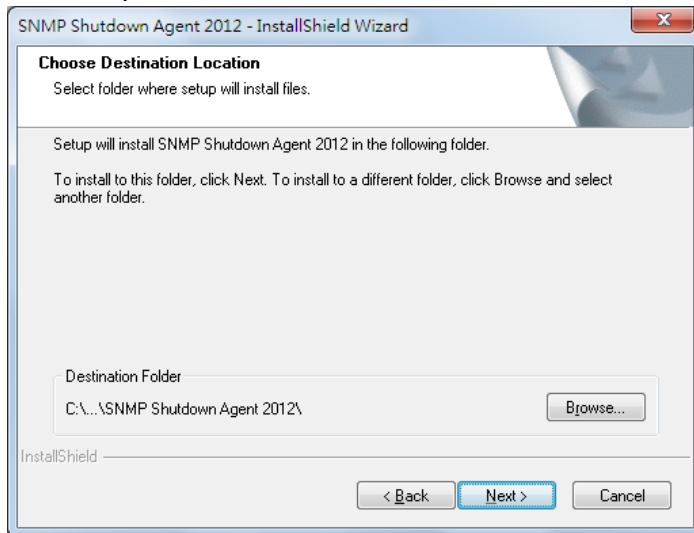 SNMP Shutdown Agent 2012 - InstallShield Wizard
Choose Destination Location
Select folder where setup will install files.
Setup will install SNMP Shutdown Agent 2012 in the following folder.
To install to this folder, click Next. To install to a different folder, click Browse and select
another folder.
Destination Folder
C:\...\SNMP Shutdown Agent 2012\
Browse...
InstallShield
< Back
Next >
Cancel